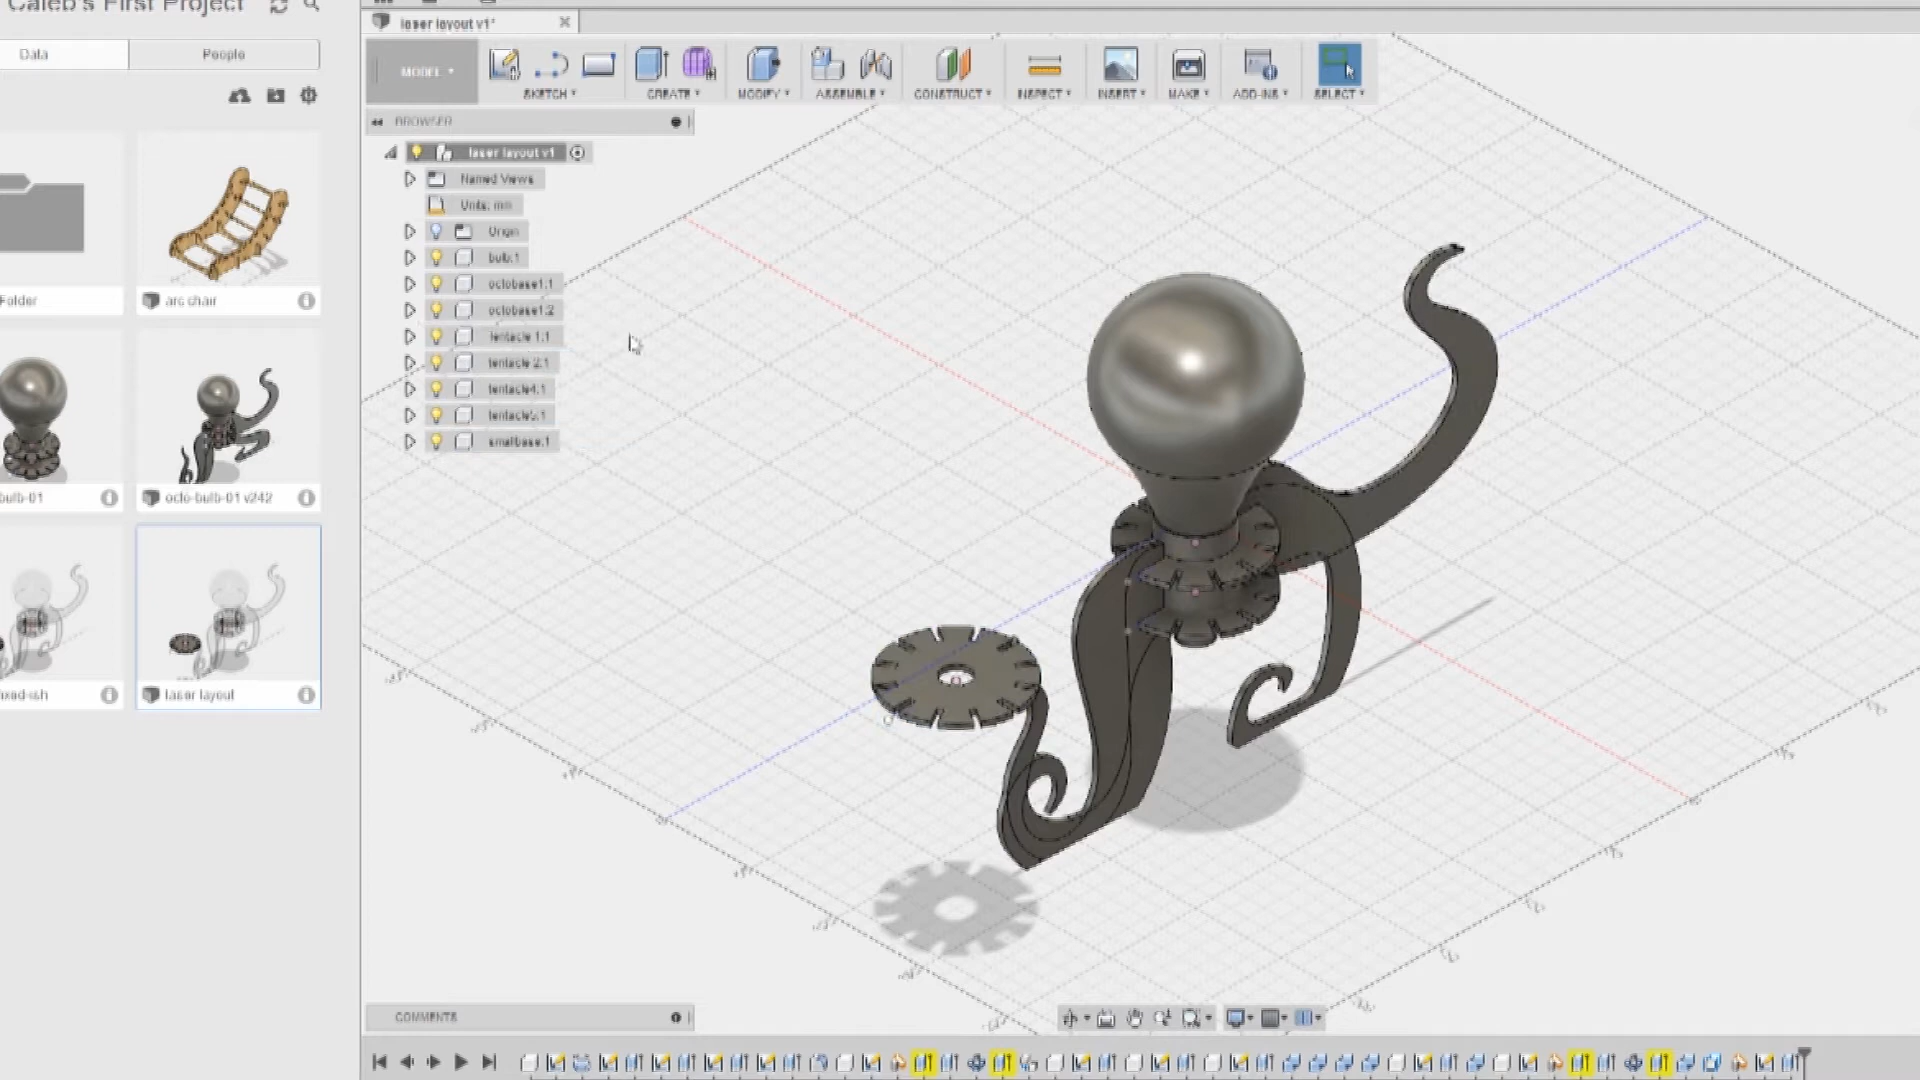 Caleb's First Project
laser layout v1*
Data
People
MODEL
SKETCH
CREATE
MODIFY
ASSEMBLE
CONSTRUCT
INSPECT
INSERT
MAKE
ADD-INS
SELECT
BROWSER
laser layout v1
Named Views
Units: mm
Origin
bulb:1
octobase1:1
octobase1:2
tentacle 1:1
tentacle 2:1
tentacle4:1
tentacle5:1
smallbase:1
Folder
arc chair
bulb-01
octo-bulb-01 v242
laser layout
COMMENTS